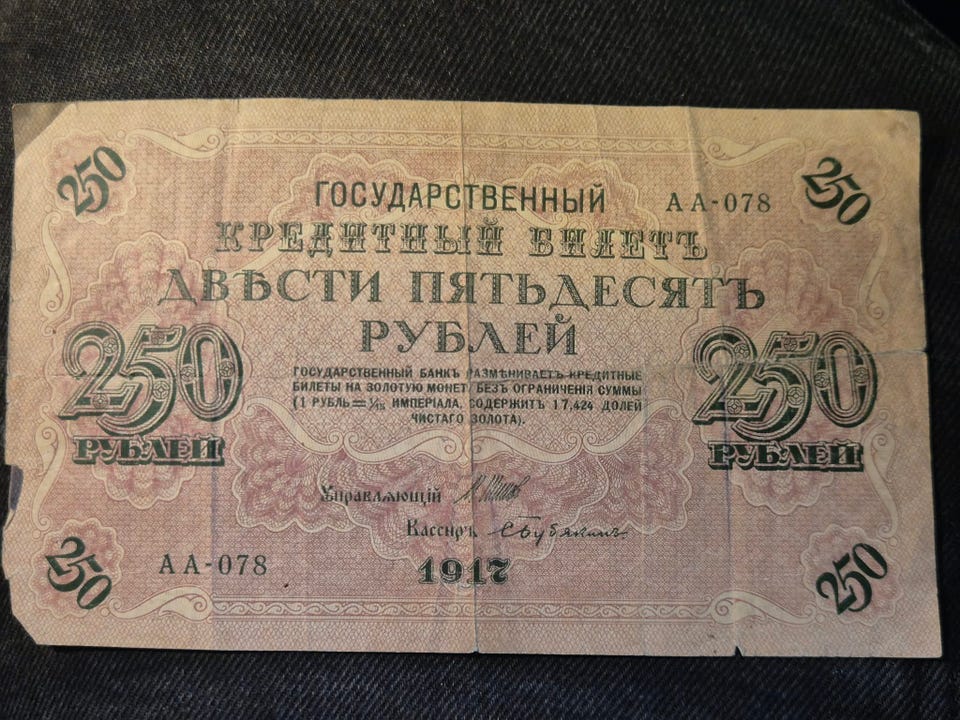 250
250
ГОСУДАРСТВЕННЫЙ
АА-078
КРЕДИТНЫЙ БИЛЕТЪ
ДВѢСТИ ПЯТЬДЕСЯТЪ
РУБЛЕЙ
250
РУБЛЕЙ
250
РУБЛЕЙ
ГОСУДАРСТВЕННЫЙ БАНКЪ РАЗМѢНИВАЕТЪ КРЕДИТНЫЕ
БИЛЕТЫ НА ЗОЛОТУЮ МОНЕТУ БЕЗЪ ОГРАНИЧЕНІЯ СУММЫ
(1 РУБЛЬ = 1/15 ИМПЕРІАЛА, СОДЕРЖИТЪ 17,424 ДОЛЕЙ
ЧИСТАГО ЗОЛОТА).
Управляющій И. Шипов
Кассиръ С Бубякинъ
1917
250
АА-078
250